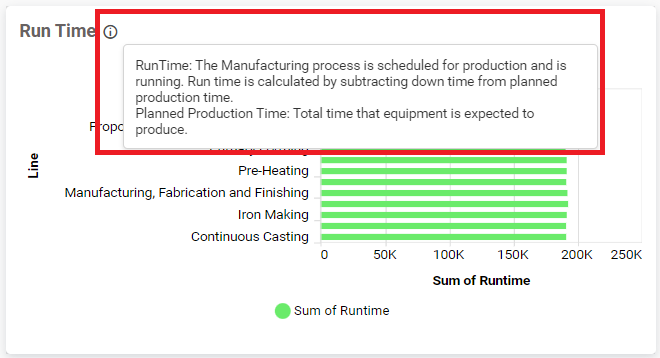 Run Time
RunTime: The Manufacturing process is scheduled for production and is
running. Run time is calculated by subtracting down time from planned
production time.
Planned Production Time: Total time that equipment is expected to
produce.
Line
Pre-Heating
Manufacturing, Fabrication and Finishing
Iron Making
Continuous Casting
0 50K 100K 150K 200K 250K
Sum of Runtime
Sum of Runtime